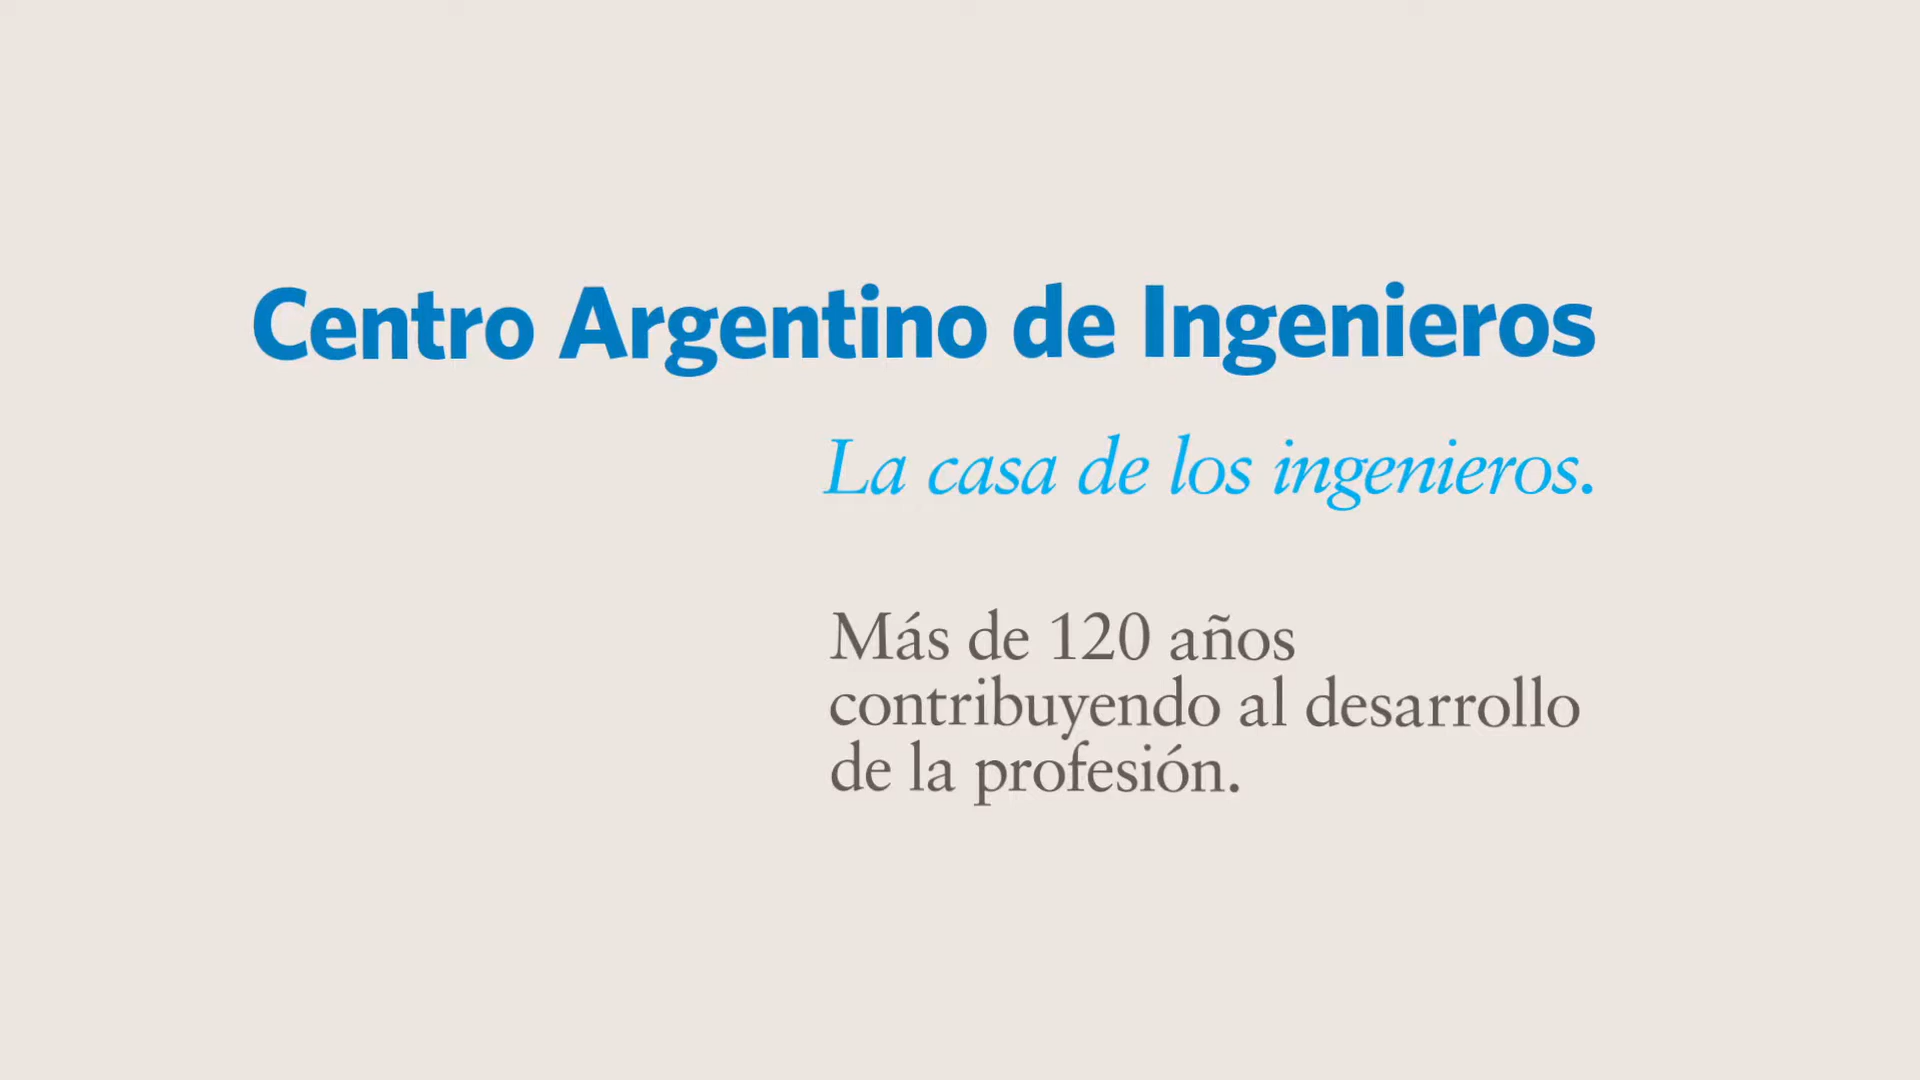 Centro Argentino de Ingenieros
La casa de los ingenieros.
Más de 120 años
contribuyendo al desarrollo
de la profesión.